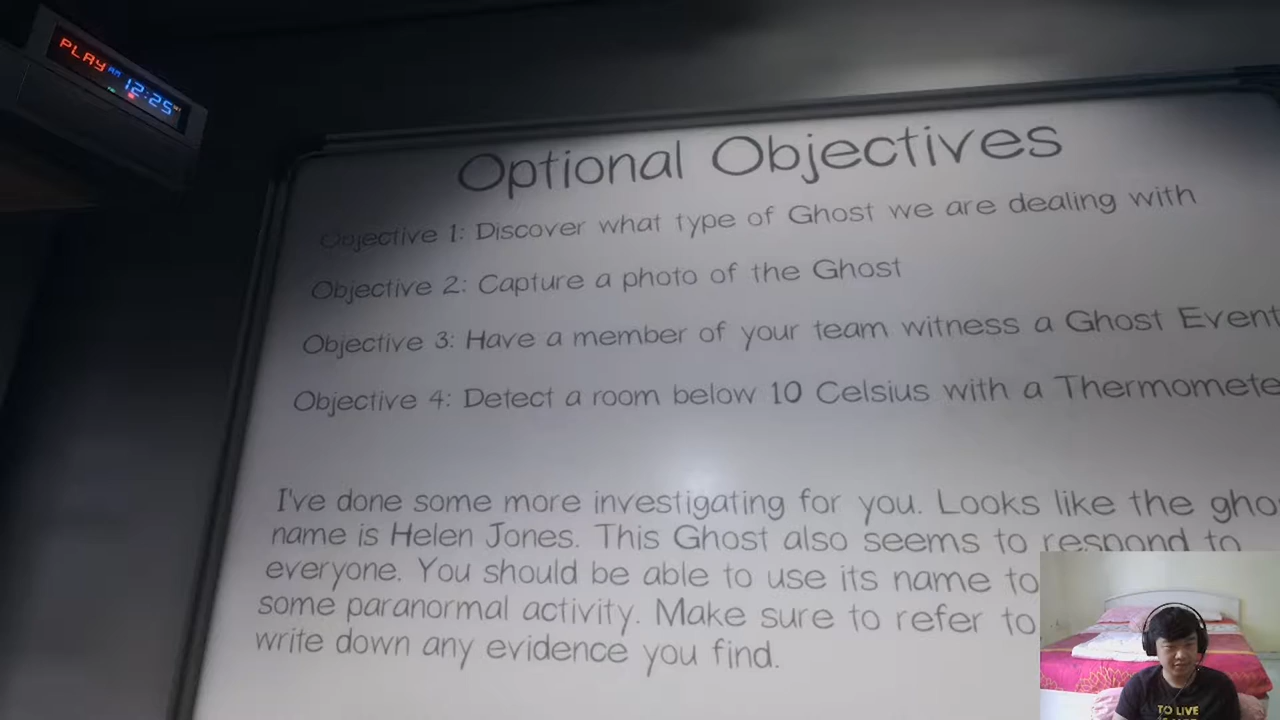 PLAY AM 12:25
Optional Objectives
Objective 1: Discover what type of Ghost we are dealing with
Objective 2: Capture a photo of the Ghost
Objective 3: Have a member of your team witness a Ghost Event
Objective 4: Detect a room below 10 Celsius with a Thermomete
I've done some more investigating for you. Looks like the gho
name is Helen Jones. This Ghost also seems to respond to
everyone. You should be able to use its name to
some paranormal activity. Make sure to refer to
write down any evidence you find.
TO LIVE